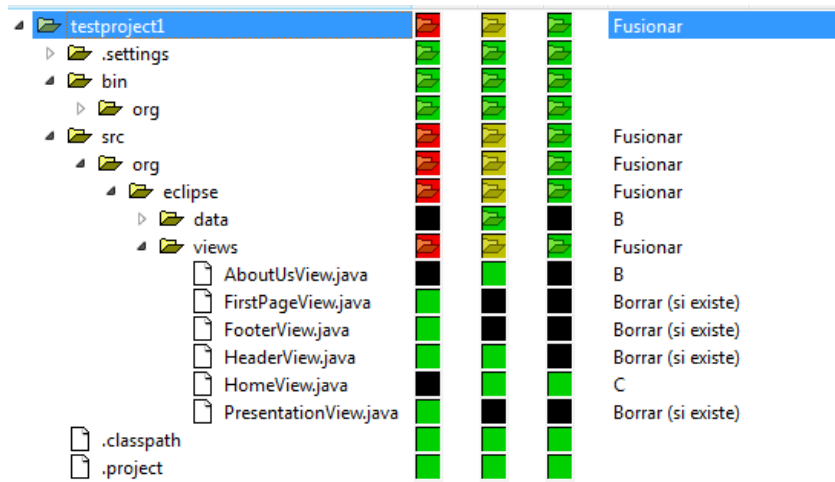 testproject1 Fusionar
.settings
bin
org
src Fusionar
org Fusionar
eclipse Fusionar
data B
views Fusionar
AboutUsView.java B
FirstPageView.java Borrar (si existe)
FooterView.java Borrar (si existe)
HeaderView.java Borrar (si existe)
HomeView.java C
PresentationView.java Borrar (si existe)
.classpath
.project